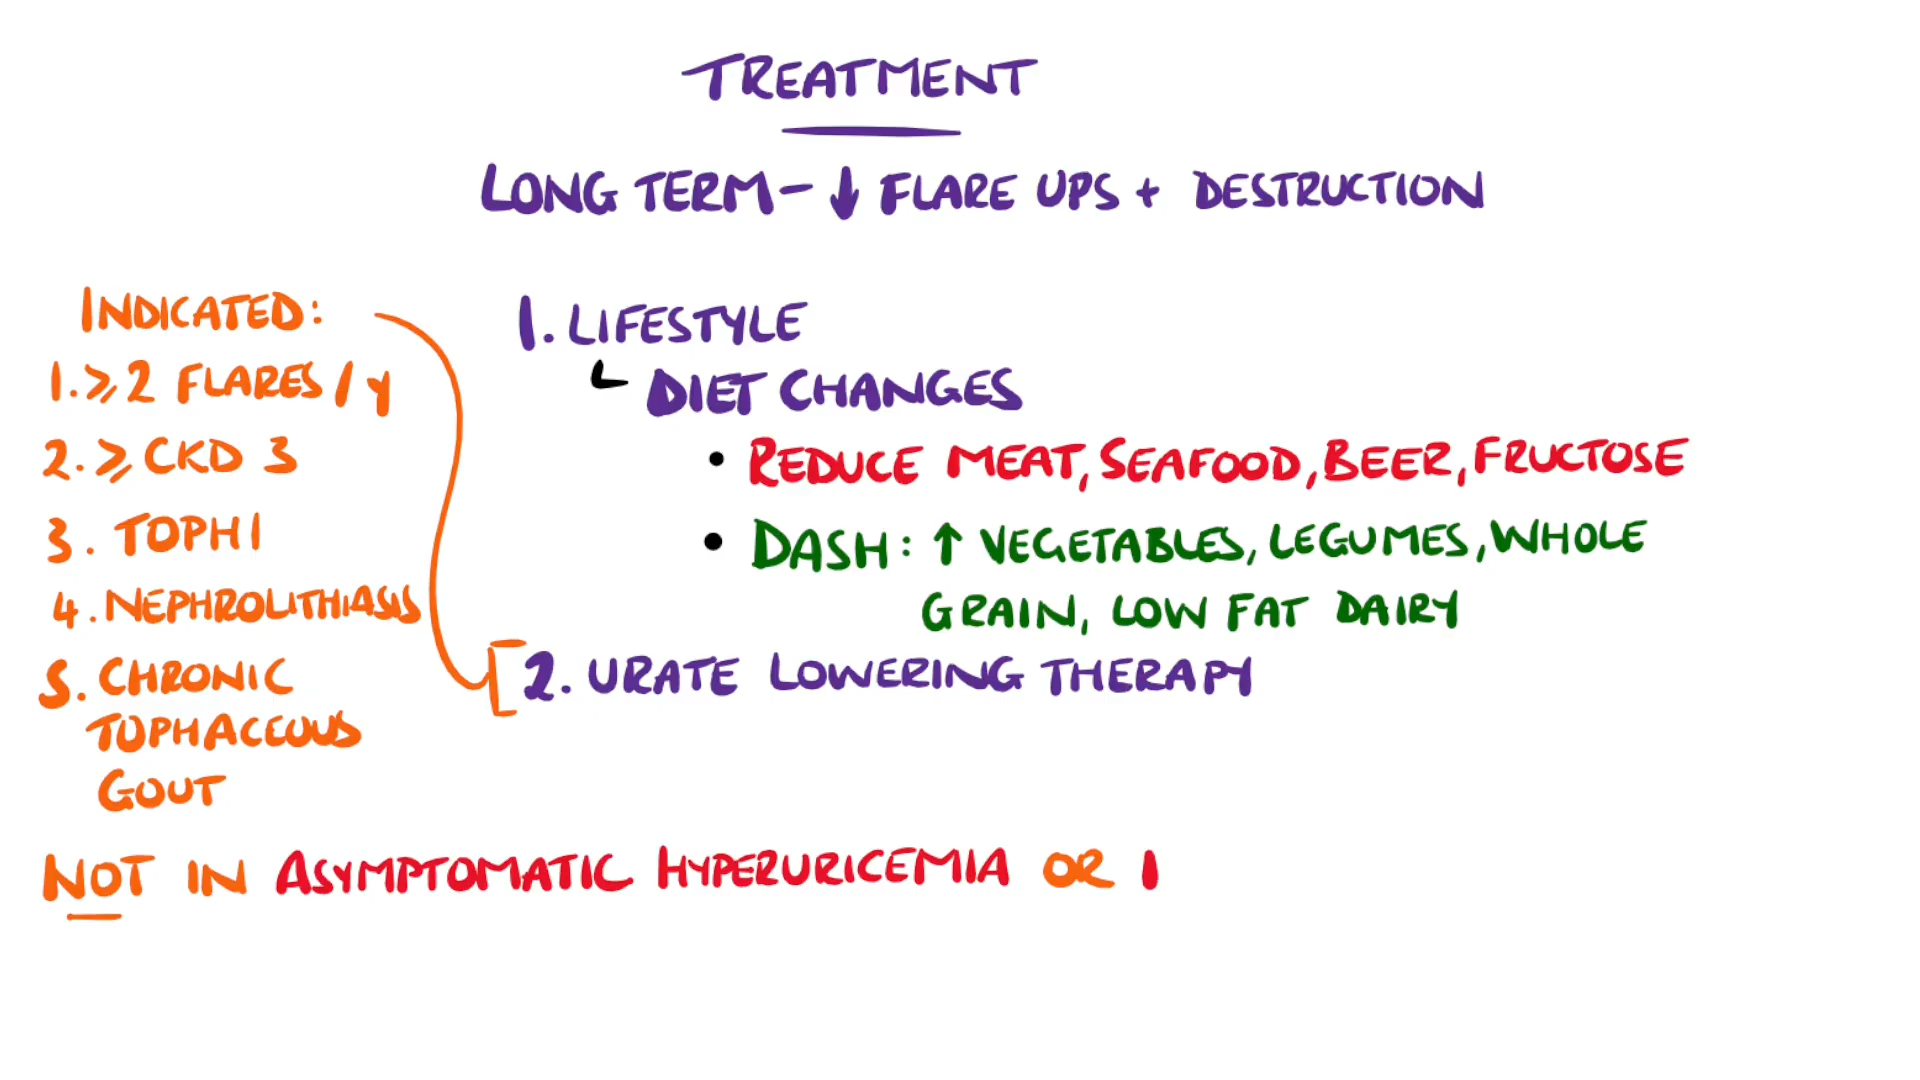 TREATMENT
LONG TERM - ↓ FLARE UPS + DESTRUCTION
INDICATED:
1. ≥2 FLARES / y
2. ≥ CKD 3
3. TOPHI
4. NEPHROLITHIASIS
5. CHRONIC
TOPHACEOUS
GOUT
1. LIFESTYLE
DIET CHANGES
• REDUCE MEAT, SEAFOOD, BEER, FRUCTOSE
• DASH: ↑ VEGETABLES, LEGUMES, WHOLE
GRAIN, LOW FAT DAIRY
2. URATE LOWERING THERAPY
NOT IN ASYMPTOMATIC HYPERURICEMIA OR 1